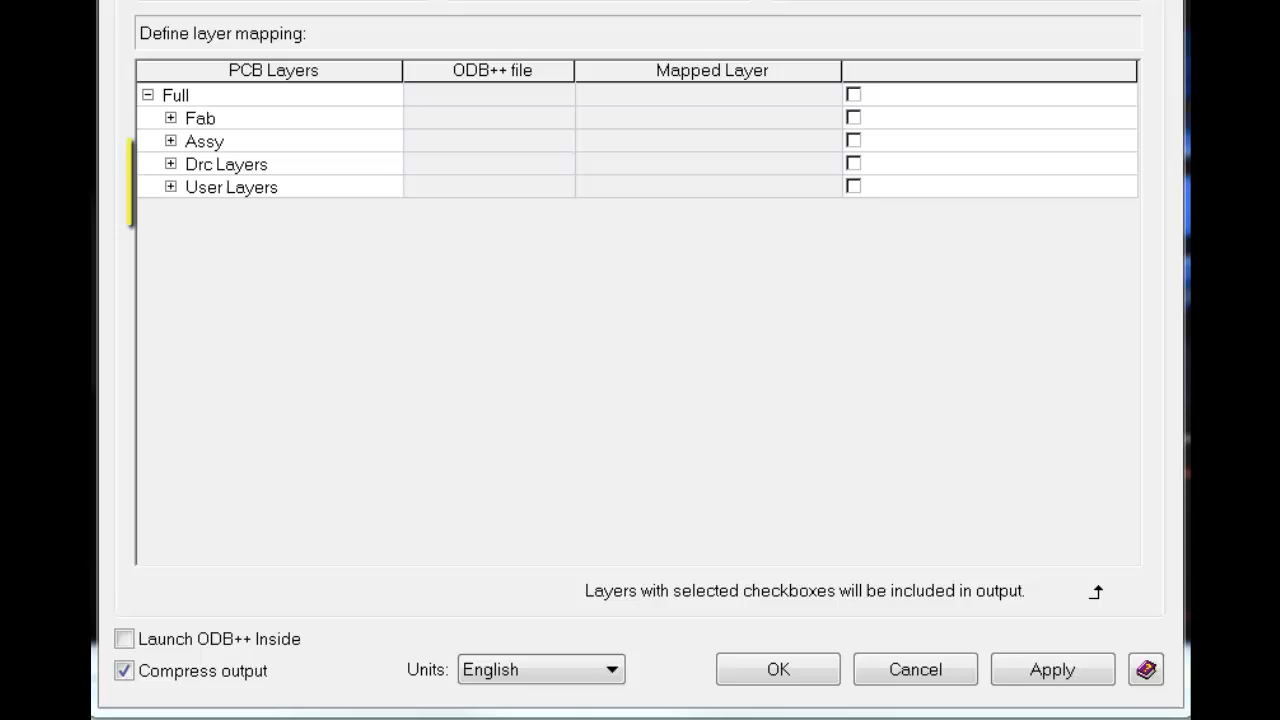 Define layer mapping:
PCB Layers ODB++ file Mapped Layer
Full
Fab
Assy
Drc Layers
User Layers
Layers with selected checkboxes will be included in output.
Launch ODB++ Inside
Compress output Units: English OK Cancel Apply